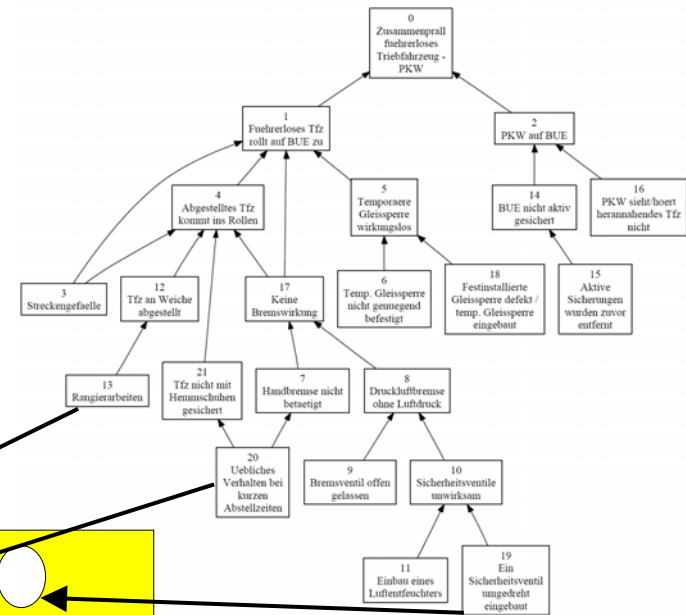 0
Zusammenprall
fuehrerloses
Triebfahrzeug -
PKW
1
Fuehrerloses Tfz
rollt auf BUE zu
2
PKW auf BUE
4
Abgestelltes Tfz
kommt ins Rollen
5
Temporaere
Gleissperre
wirkungslos
14
BUE nicht aktiv
gesichert
16
PKW sieht/hoert
herannahendes Tfz
nicht
3
Streckengefaelle
12
Tfz an Weiche
abgestellt
17
Keine
Bremswirkung
6
Temp. Gleissperre
nicht genuegend
befestigt
18
Festinstallierte
Gleissperre defekt /
temp. Gleissperre
eingebaut
15
Aktive
Sicherungen
wurden zuvor
entfernt
13
Rangierarbeiten
21
Tfz nicht mit
Hemmschuhen
gesichert
7
Handbremse nicht
betaetigt
8
Druckluftbremse
ohne Luftdruck
20
Uebliches
Verhalten bei
kurzen
Abstellzeiten
9
Bremsventil offen
gelassen
10
Sicherheitsventile
unwirksam
11
Einbau eines
Luftentfeuchters
19
Ein
Sicherheitsventil
umgedreht
eingebaut